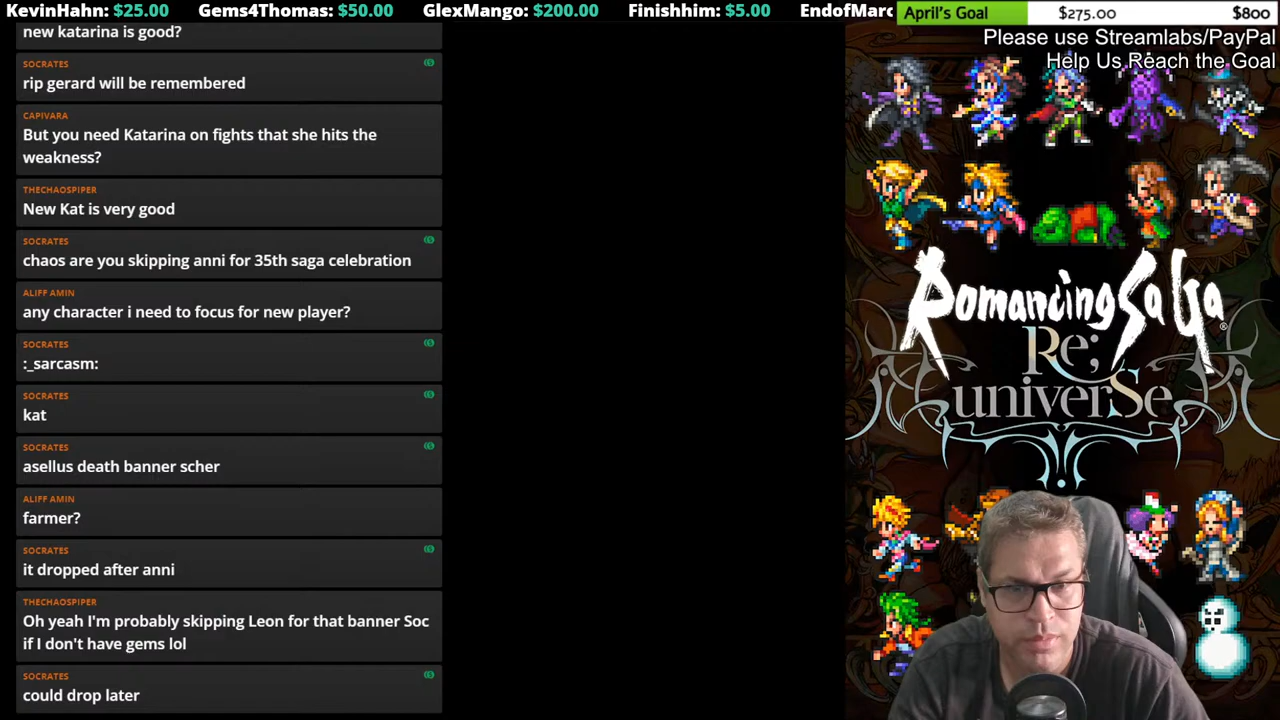 KevinHahn: $25.00 Gems4Thomas: $50.00 GlexMango: $200.00 Finishhim: $5.00 EndofMarc
April's Goal $275.00 $800
Please use Streamlabs/PayPal
Help Us Reach the Goal
new katarina is good?
SOCRATES
rip gerard will be remembered
CAPIVARA
But you need Katarina on fights that she hits the
weakness?
THECHAOSPIPER
New Kat is very good
SOCRATES
chaos are you skipping anni for 35th saga celebration
ALIFF AMIN
any character i need to focus for new player?
SOCRATES
:_sarcasm:
SOCRATES
kat
SOCRATES
asellus death banner scher
ALIFF AMIN
farmer?
SOCRATES
it dropped after anni
THECHAOSPIPER
Oh yeah I'm probably skipping Leon for that banner Soc
if I don't have gems lol
SOCRATES
could drop later
Romancing SaGa
Re;
univerSe